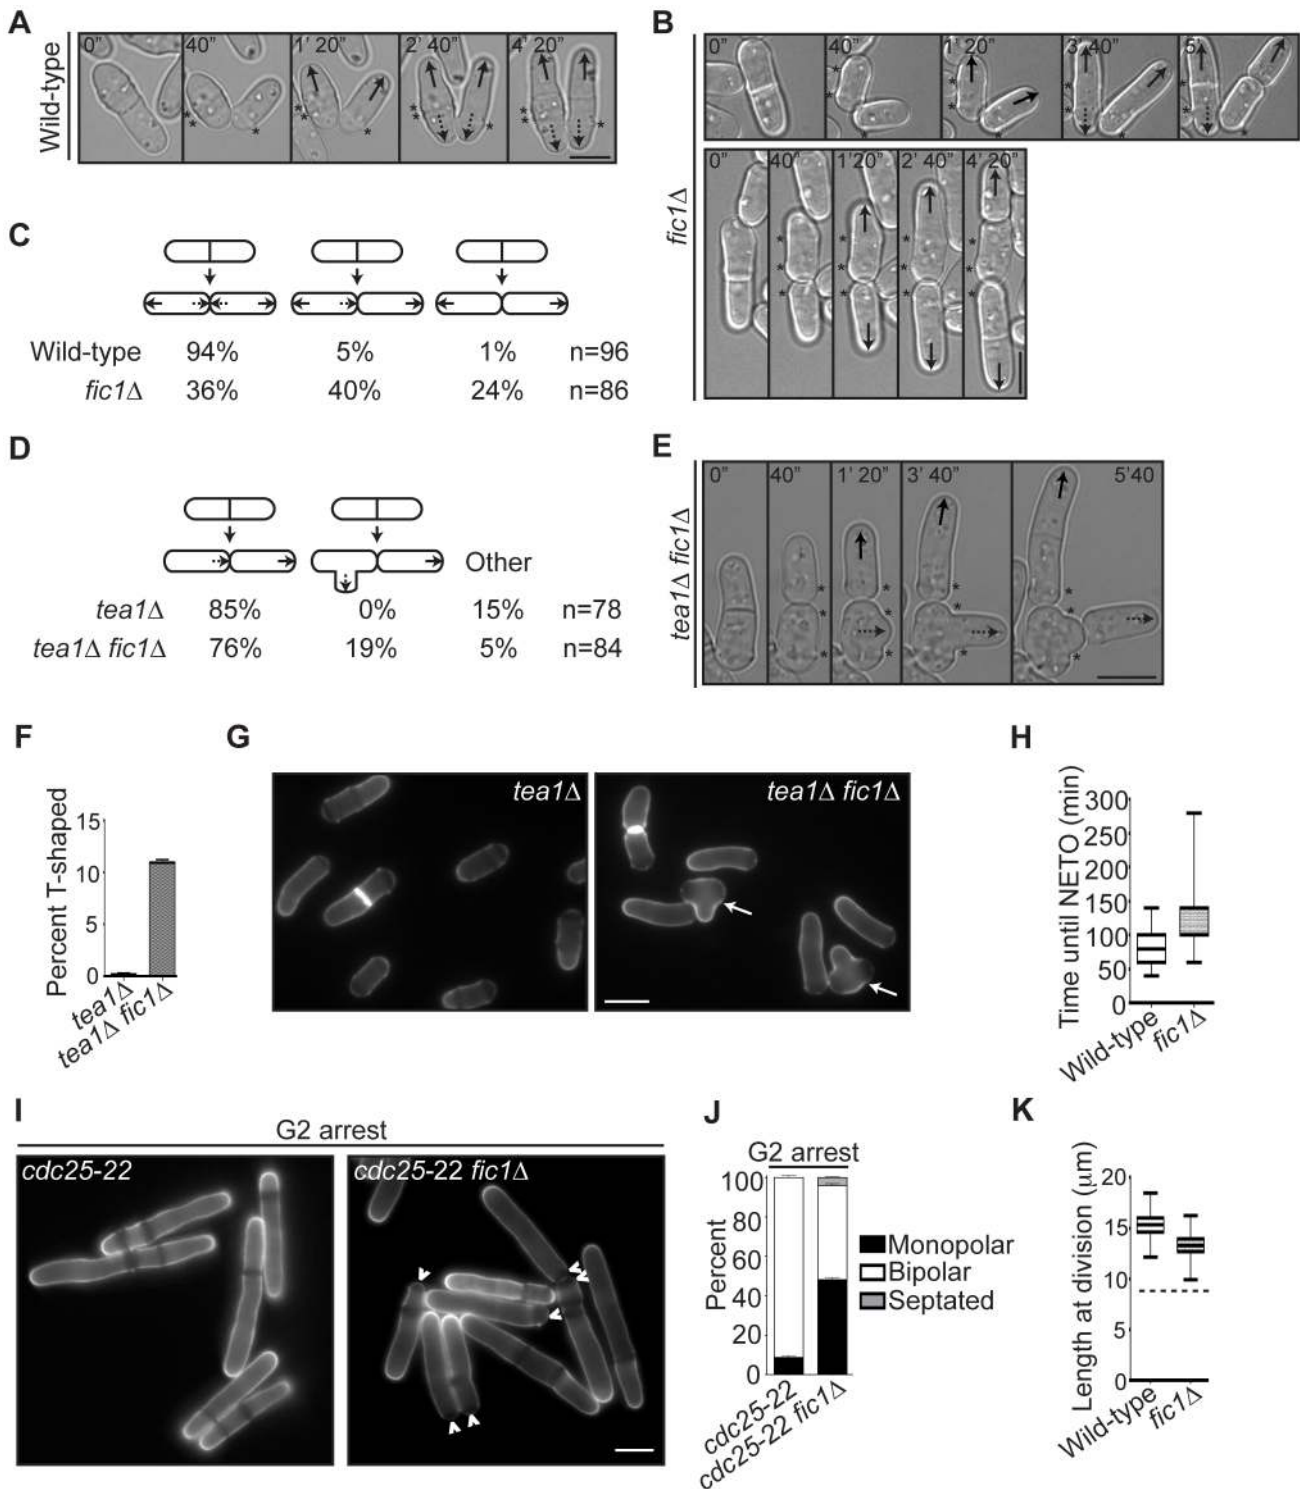 A
Wild-type
0" 40" 1' 20" 2' 40" 4' 20"
B
fic1Δ
0" 40" 1' 20" 3' 40" 5'
0" 40" 1'20" 2' 40" 4' 20"
C
Wild-type 94% 5% 1% n=96
fic1Δ 36% 40% 24% n=86
D
Other
tea1Δ 85% 0% 15% n=78
tea1Δ fic1Δ 76% 19% 5% n=84
E
tea1Δ fic1Δ
0" 40" 1' 20" 3' 40" 5'40
F
Percent T-shaped
15
10
5
0
tea1Δ
tea1Δ fic1Δ
G
tea1Δ
tea1Δ fic1Δ
H
Time until NETO (min)
300
250
200
150
100
50
0
Wild-type
fic1Δ
I
G2 arrest
cdc25-22
cdc25-22 fic1Δ
J
G2 arrest
Percent
100
80
60
40
20
0
cdc25-22
cdc25-22 fic1Δ
Monopolar
Bipolar
Septated
K
Length at division (μm)
20
15
10
5
0
Wild-type
fic1Δ